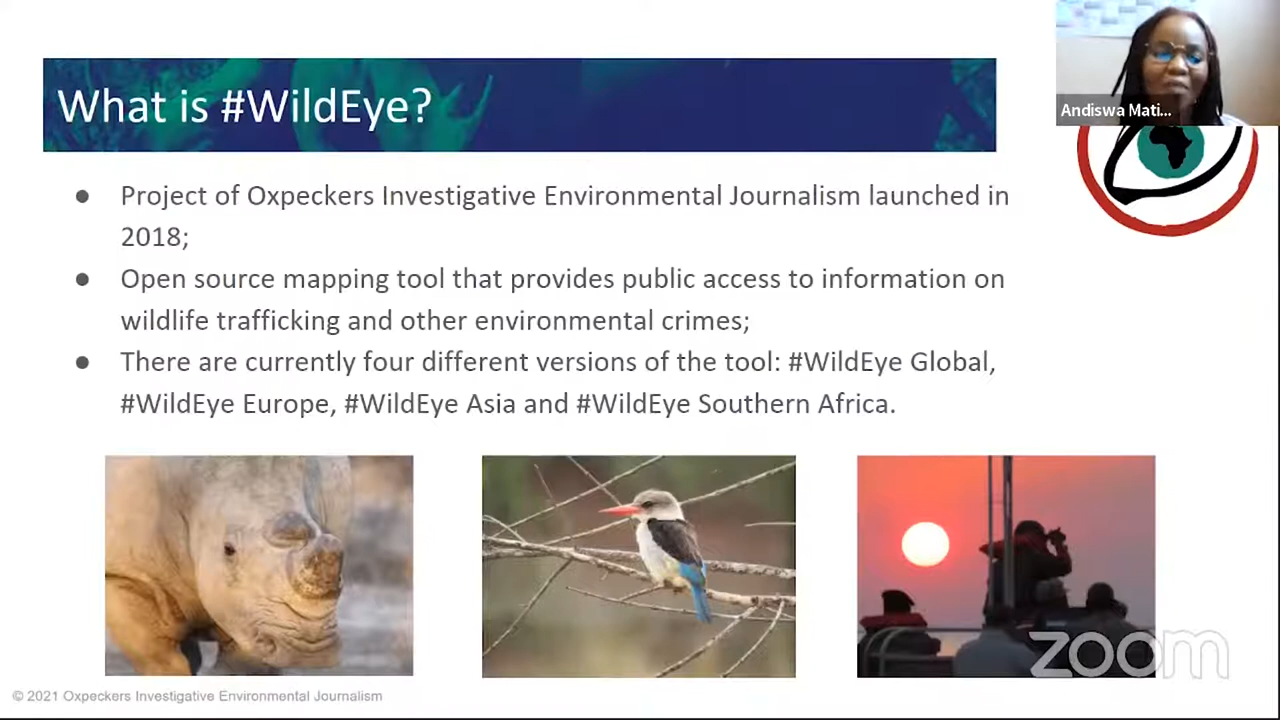 What is #WildEye?
Andiswa Mati...
● Project of Oxpeckers Investigative Environmental Journalism launched in
2018;
● Open source mapping tool that provides public access to information on
wildlife trafficking and other environmental crimes;
● There are currently four different versions of the tool: #WildEye Global,
#WildEye Europe, #WildEye Asia and #WildEye Southern Africa.
zoom
© 2021 Oxpeckers Investigative Environmental Journalism